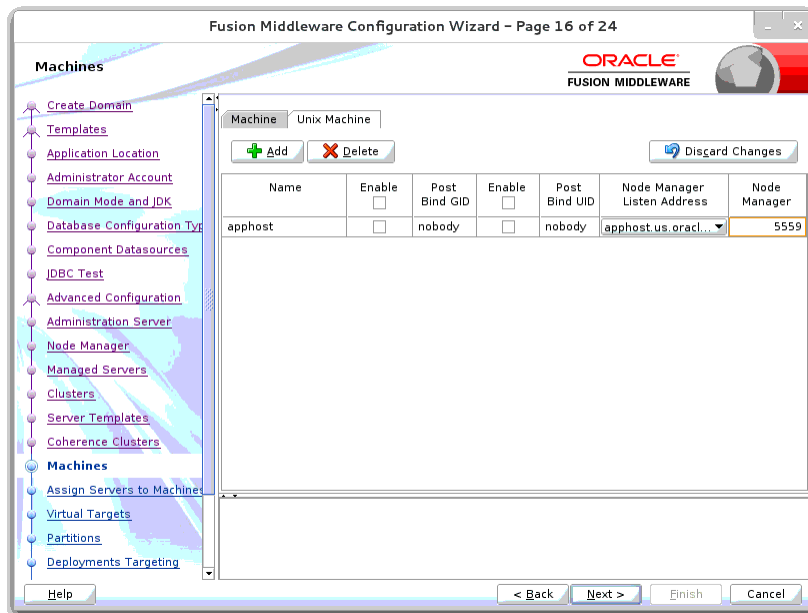 Fusion Middleware Configuration Wizard – Page 16 of 24
Machines
ORACLE
FUSION MIDDLEWARE
Create Domain
Templates
Application Location
Administrator Account
Domain Mode and JDK
Database Configuration Typ
Component Datasources
JDBC Test
Advanced Configuration
Administration Server
Node Manager
Managed Servers
Clusters
Server Templates
Coherence Clusters
Machines
Assign Servers to Machines
Virtual Targets
Partitions
Deployments Targeting
Machine Unix Machine
Add Delete Discard Changes
Name Enable Post Bind GID Enable Post Bind UID Node Manager Listen Address Node Manager
apphost nobody nobody apphost.us.oracl... 5559
Help < Back Next > Finish Cancel